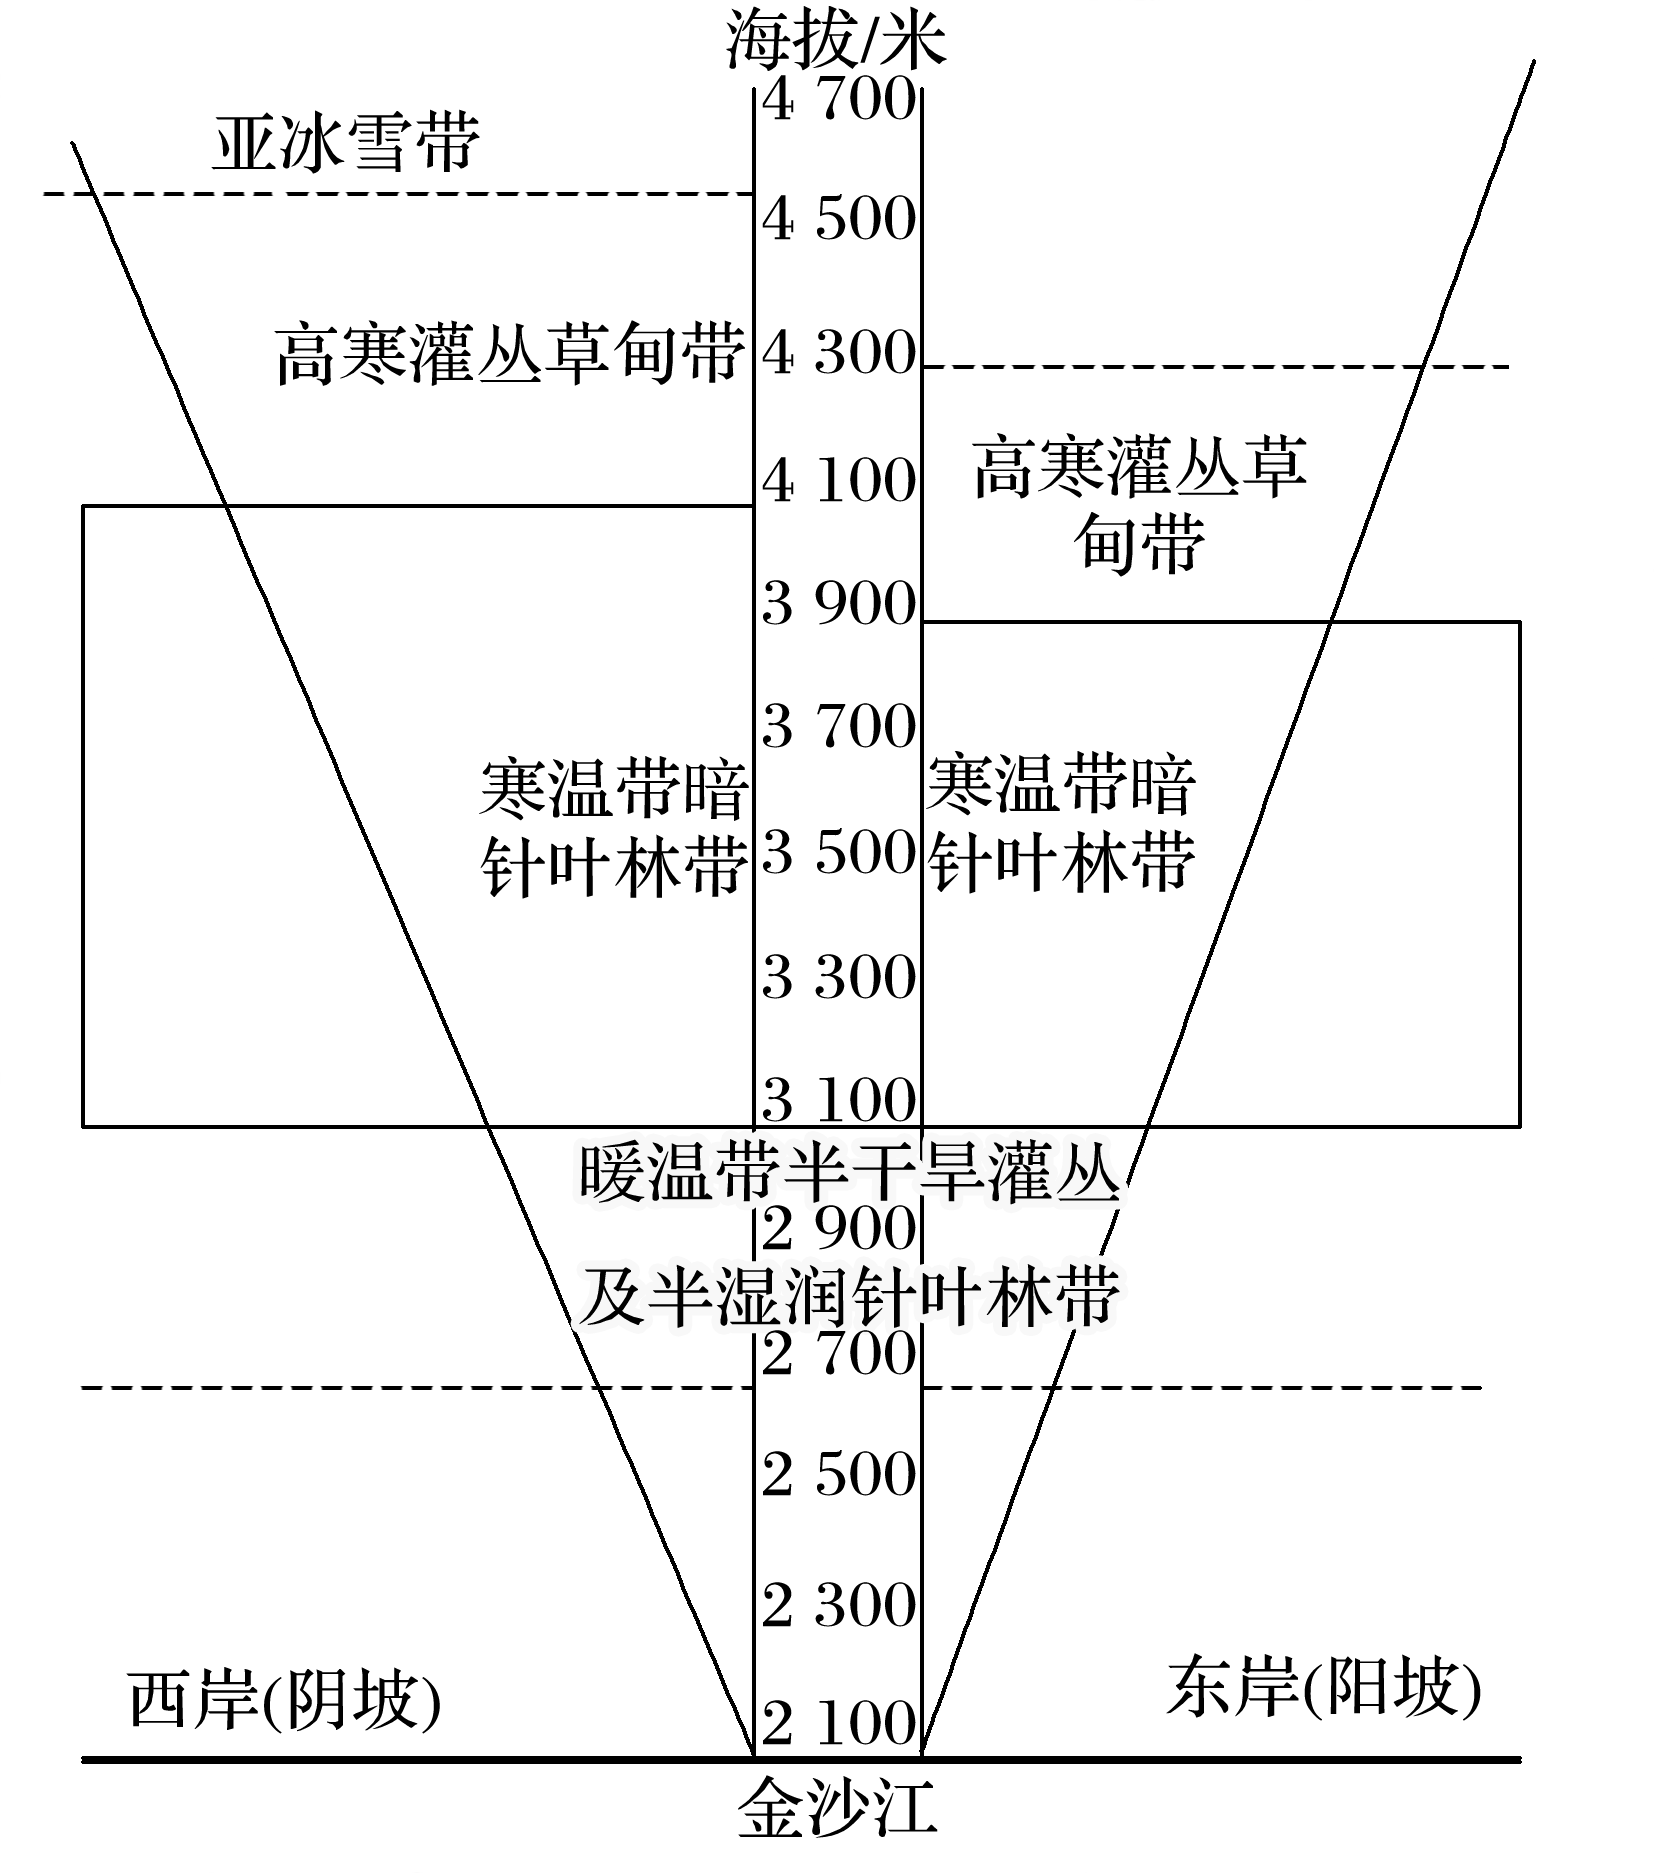 海拔/米
4 700
亚冰雪带
4 500
高寒灌丛草甸带
4 300
4 100
高寒灌丛草
甸带
3 900
3 700
寒温带暗
针叶林带
寒温带暗
针叶林带
3 500
3 300
3 100
暖温带半干旱灌丛
2 900
及半湿润针叶林带
2 700
2 500
2 300
西岸(阴坡)
东岸(阳坡)
2 100
金沙江